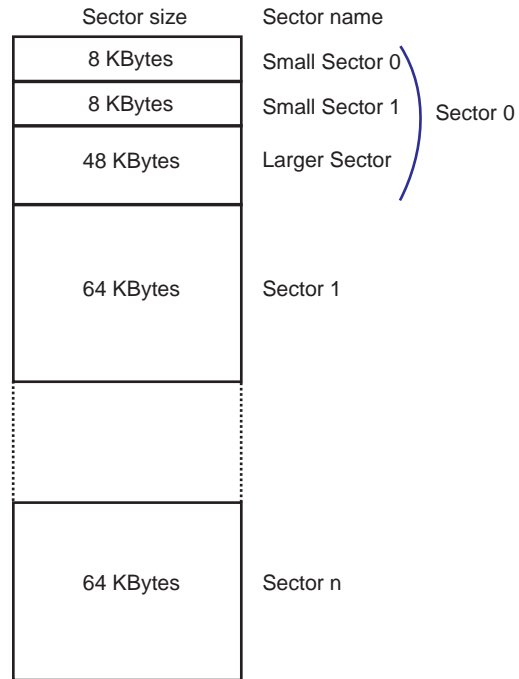 Sector size Sector name
8 KBytes Small Sector 0
8 KBytes Small Sector 1
Sector 0
48 KBytes Larger Sector
64 KBytes Sector 1
64 KBytes Sector n